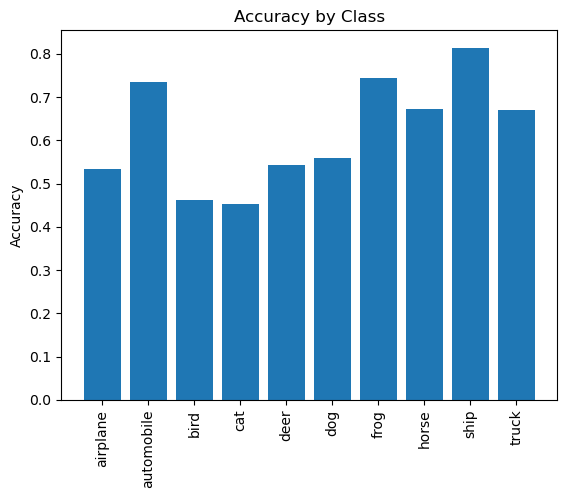 Accuracy by Class
Accuracy
0.8
0.7
0.6
0.5
0.4
0.3
0.2
0.1
0.0
airplane
automobile
bird
cat
deer
dog
frog
horse
ship
truck